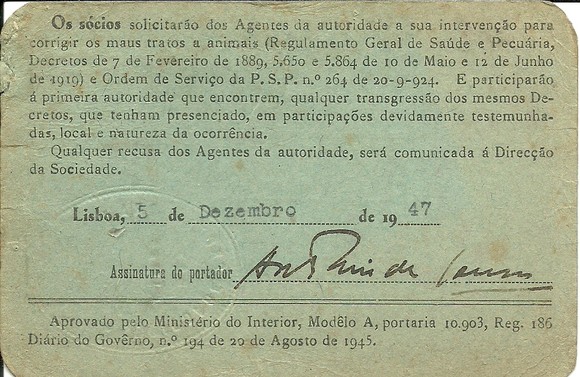 Os sócios solicitarão dos Agentes da autoridade a sua intervenção para
corrigir os maus tratos a animais (Regulamento Geral de Saúde e Pecuária,
Decretos de 7 de Fevereiro de 1889, 5.650 e 5.864 de 10 de Maio e 12 de Junho
de 1919) e Ordem de Serviço da P. S. P. n.º 264 de 20-9-924. E participarão
á primeira autoridade que encontrem, qualquer transgressão dos mesmos De-
cretos, que tenham presenciado, em participações devidamente testemunha-
das, local e natureza da ocorrência.
Qualquer recusa dos Agentes da autoridade, será comunicada á Direcção
da Sociedade.
Lisboa, 5 de Dezembro de 1947
Assinatura do portador
Aprovado pelo Ministério do Interior, Modêlo A, portaria 10.903, Reg. 186
Diário do Govêrno, n.º 194 de 20 de Agosto de 1945.